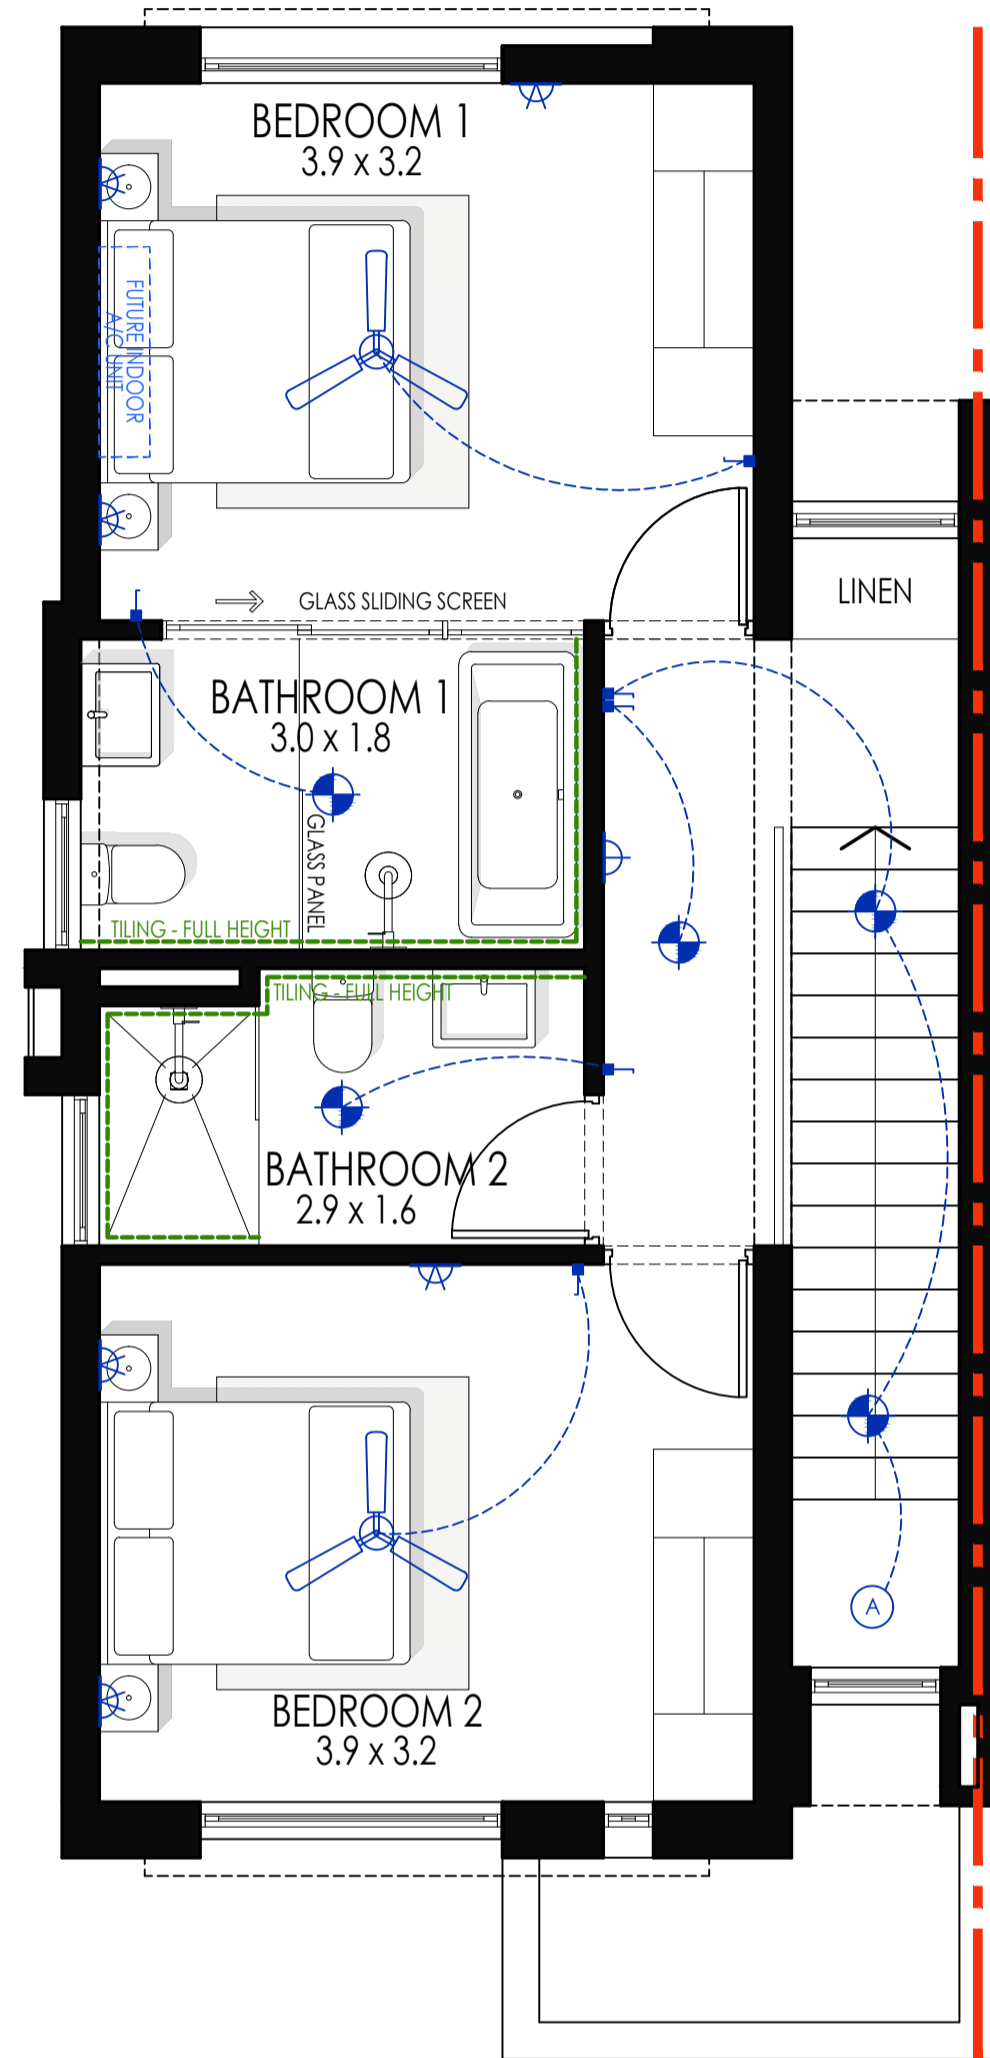 BEDROOM 1
3.9 x 3.2
FUTURE INDOOR
A/C UNIT
GLASS SLIDING SCREEN
LINEN
BATHROOM 1
3.0 x 1.8
GLASS PANEL
TILING - FULL HEIGHT
TILING - FULL HEIGHT
BATHROOM 2
2.9 x 1.6
A
BEDROOM 2
3.9 x 3.2